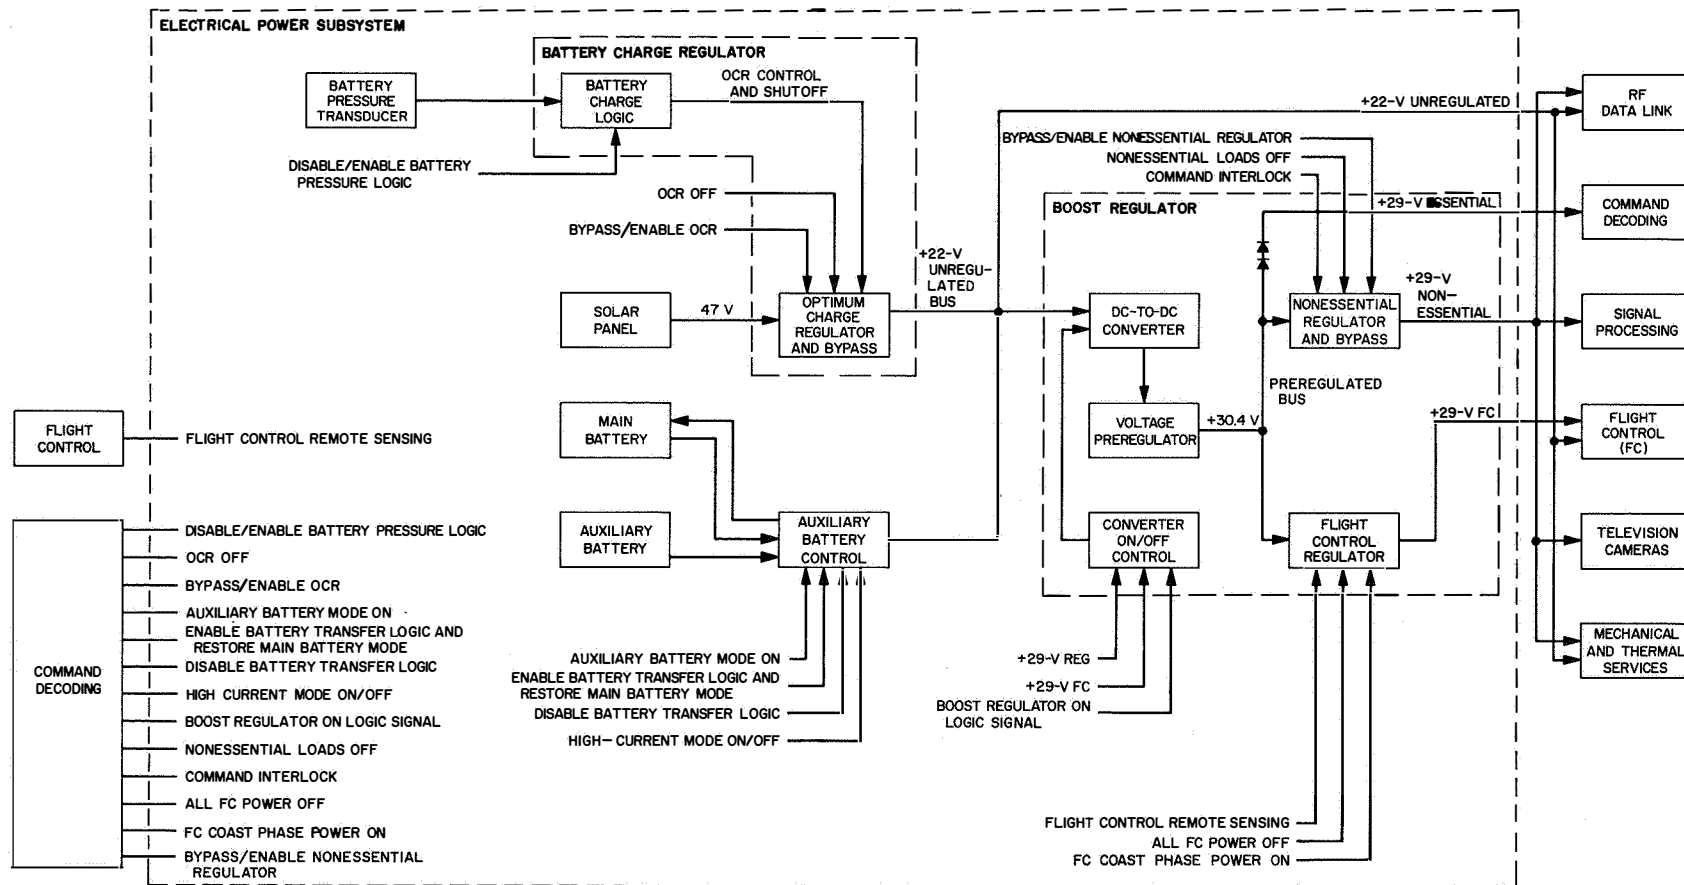 ELECTRICAL POWER SUBSYSTEM
BATTERY CHARGE REGULATOR
BATTERY
PRESSURE
TRANSDUCER
BATTERY
CHARGE
LOGIC
OCR CONTROL
AND SHUTOFF
DISABLE/ENABLE BATTERY
PRESSURE LOGIC
OCR OFF
BYPASS/ENABLE OCR
SOLAR
PANEL
47 V
OPTIMUM
CHARGE
REGULATOR
AND BYPASS
+22-V
UNREGU-
LATED
BUS
+22-V UNREGULATED
BYPASS/ENABLE NONESSENTIAL REGULATOR
NONESSENTIAL LOADS OFF
COMMAND INTERLOCK
BOOST REGULATOR
+29-V ESSENTIAL
DC-TO-DC
CONVERTER
NONESSENTIAL
REGULATOR
AND BYPASS
+29-V
NON-
ESSENTIAL
PREREGULATED
BUS
VOLTAGE
PREREGULATOR
+30.4 V
+29-V FC
CONVERTER
ON/OFF
CONTROL
FLIGHT
CONTROL
REGULATOR
RF
DATA LINK
COMMAND
DECODING
SIGNAL
PROCESSING
FLIGHT
CONTROL
(FC)
TELEVISION
CAMERAS
MECHANICAL
AND THERMAL
SERVICES
FLIGHT
CONTROL
FLIGHT CONTROL REMOTE SENSING
MAIN
BATTERY
AUXILIARY
BATTERY
AUXILIARY
BATTERY
CONTROL
COMMAND
DECODING
DISABLE/ENABLE BATTERY PRESSURE LOGIC
OCR OFF
BYPASS/ENABLE OCR
AUXILIARY BATTERY MODE ON
ENABLE BATTERY TRANSFER LOGIC AND
RESTORE MAIN BATTERY MODE
DISABLE BATTERY TRANSFER LOGIC
HIGH CURRENT MODE ON/OFF
BOOST REGULATOR ON LOGIC SIGNAL
NONESSENTIAL LOADS OFF
COMMAND INTERLOCK
ALL FC POWER OFF
FC COAST PHASE POWER ON
BYPASS/ENABLE NONESSENTIAL
REGULATOR
AUXILIARY BATTERY MODE ON
ENABLE BATTERY TRANSFER LOGIC AND
RESTORE MAIN BATTERY MODE
DISABLE BATTERY TRANSFER LOGIC
HIGH-CURRENT MODE ON/OFF
+29-V REG
+29-V FC
BOOST REGULATOR ON
LOGIC SIGNAL
FLIGHT CONTROL REMOTE SENSING
ALL FC POWER OFF
FC COAST PHASE POWER ON